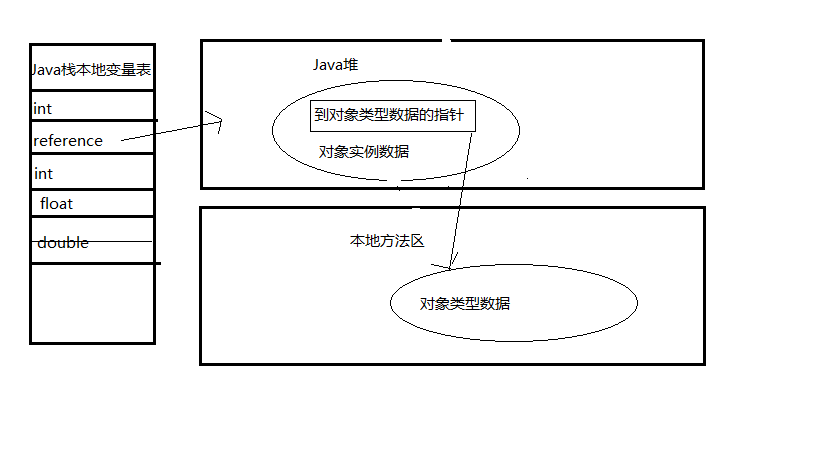 Java栈本地变量表
int
reference
int
float
double
Java堆
到对象类型数据的指针
对象实例数据
本地方法区
对象类型数据